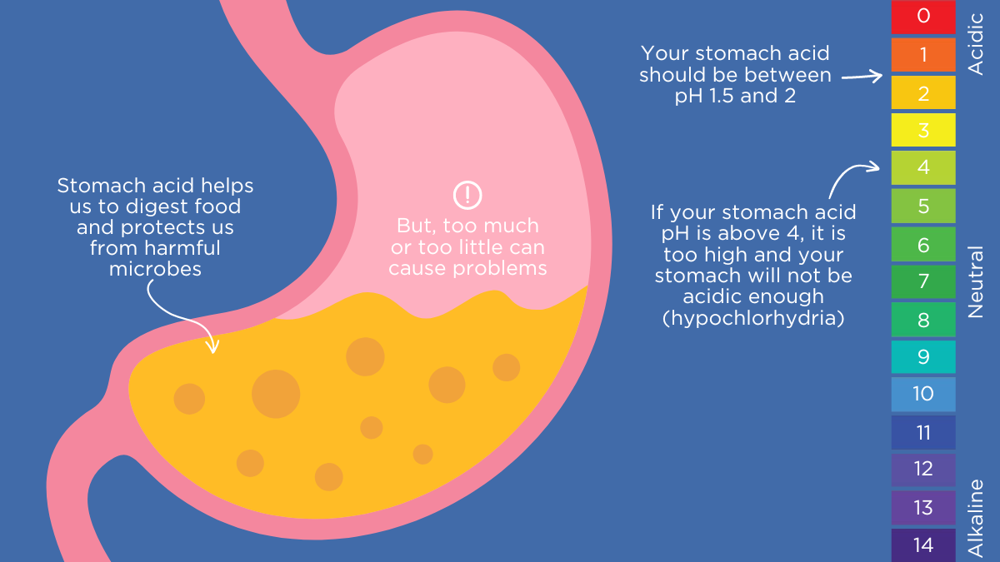 Stomach acid helps
us to digest food
and protects us
from harmful
microbes
!
But, too much
or too little can
cause problems
Your stomach acid
should be between
pH 1.5 and 2
If your stomach acid
pH is above 4, it is
too high and your
stomach will not be
acidic enough
(hypochlorhydria)
0
1
2
3
4
5
6
7
8
9
10
11
12
13
14
Acidic
Neutral
Alkaline